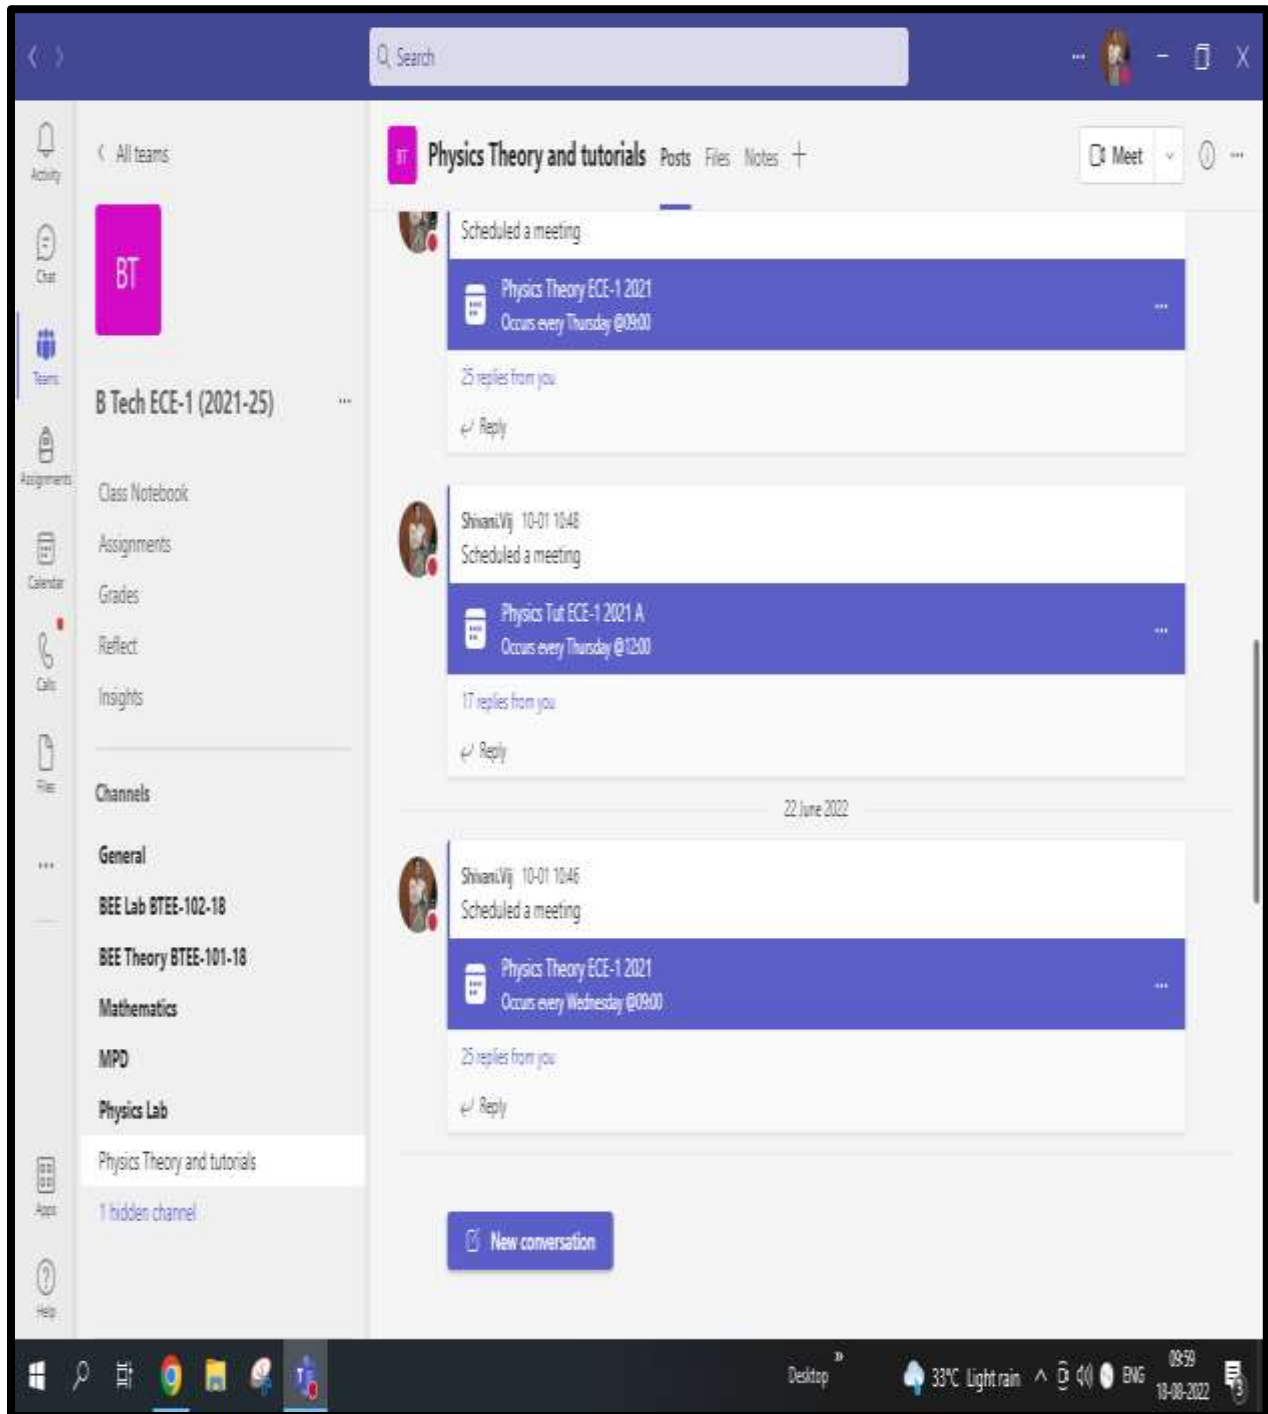 Search
Activity
Chat
Teams
Assignments
Calendar
Calls
Files
Apps
Help
All teams
BT
B Tech ECE-1 (2021-25)
Class Notebook
Assignments
Grades
Reflect
Insights
Channels
General
BEE Lab BTEE-102-18
BEE Theory BTEE-101-18
Mathematics
MPD
Physics Lab
Physics Theory and tutorials
1 hidden channel
BT Physics Theory and tutorials Posts Files Notes
Meet
Scheduled a meeting
Physics Theory ECE-1 2021
Occurs every Thursday @09:00
25 replies from you
Reply
Shivani.Vij 10-01 10:48
Scheduled a meeting
Physics Tut ECE-1 2021 A
Occurs every Thursday @12:00
17 replies from you
Reply
22 June 2022
Shivani.Vij 10-01 10:46
Scheduled a meeting
Physics Theory ECE-1 2021
Occurs every Wednesday @09:00
25 replies from you
Reply
New conversation
Desktop
33°C Light rain
ENG
09:59
18-08-2022
3